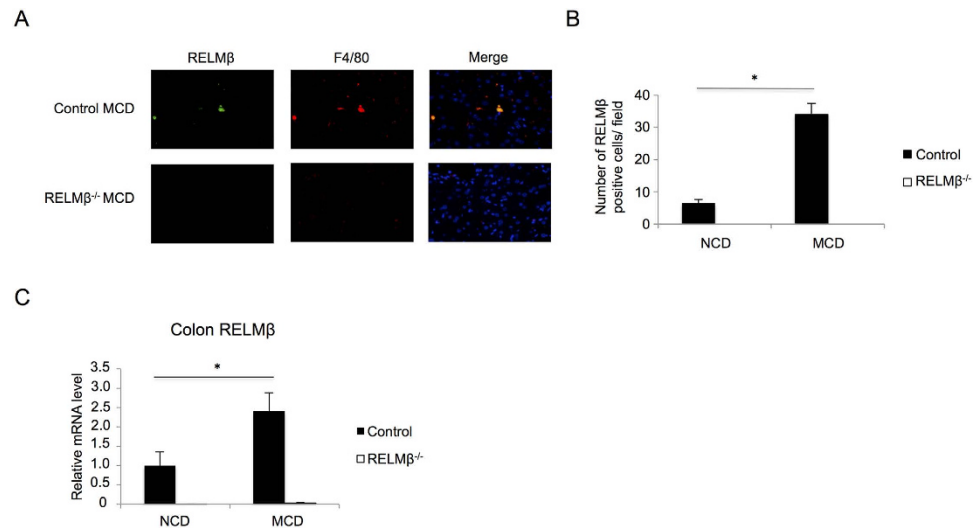 A
RELMβ F4/80 Merge
Control MCD
RELMβ-/- MCD
B
Number of RELMβ
positive cells/ field
40
30
20
10
0
*
NCD MCD
Control
RELMβ-/-
C
Colon RELMβ
Relative mRNA level
3.5
3.0
2.5
2.0
1.5
1.0
0.5
0
*
NCD MCD
Control
RELMβ-/-